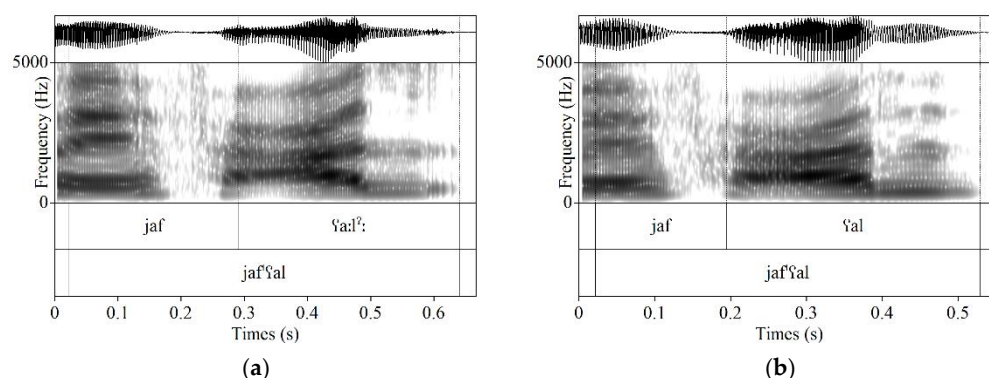 5000
Frequency (Hz)
0
jaf
ʕaːlˀː
jafˈʕal
0 0.1 0.2 0.3 0.4 0.5 0.6
Times (s)
(a)
5000
Frequency (Hz)
0
jaf
ʕal
jafˈʕal
0 0.1 0.2 0.3 0.4 0.5
Times (s)
(b)